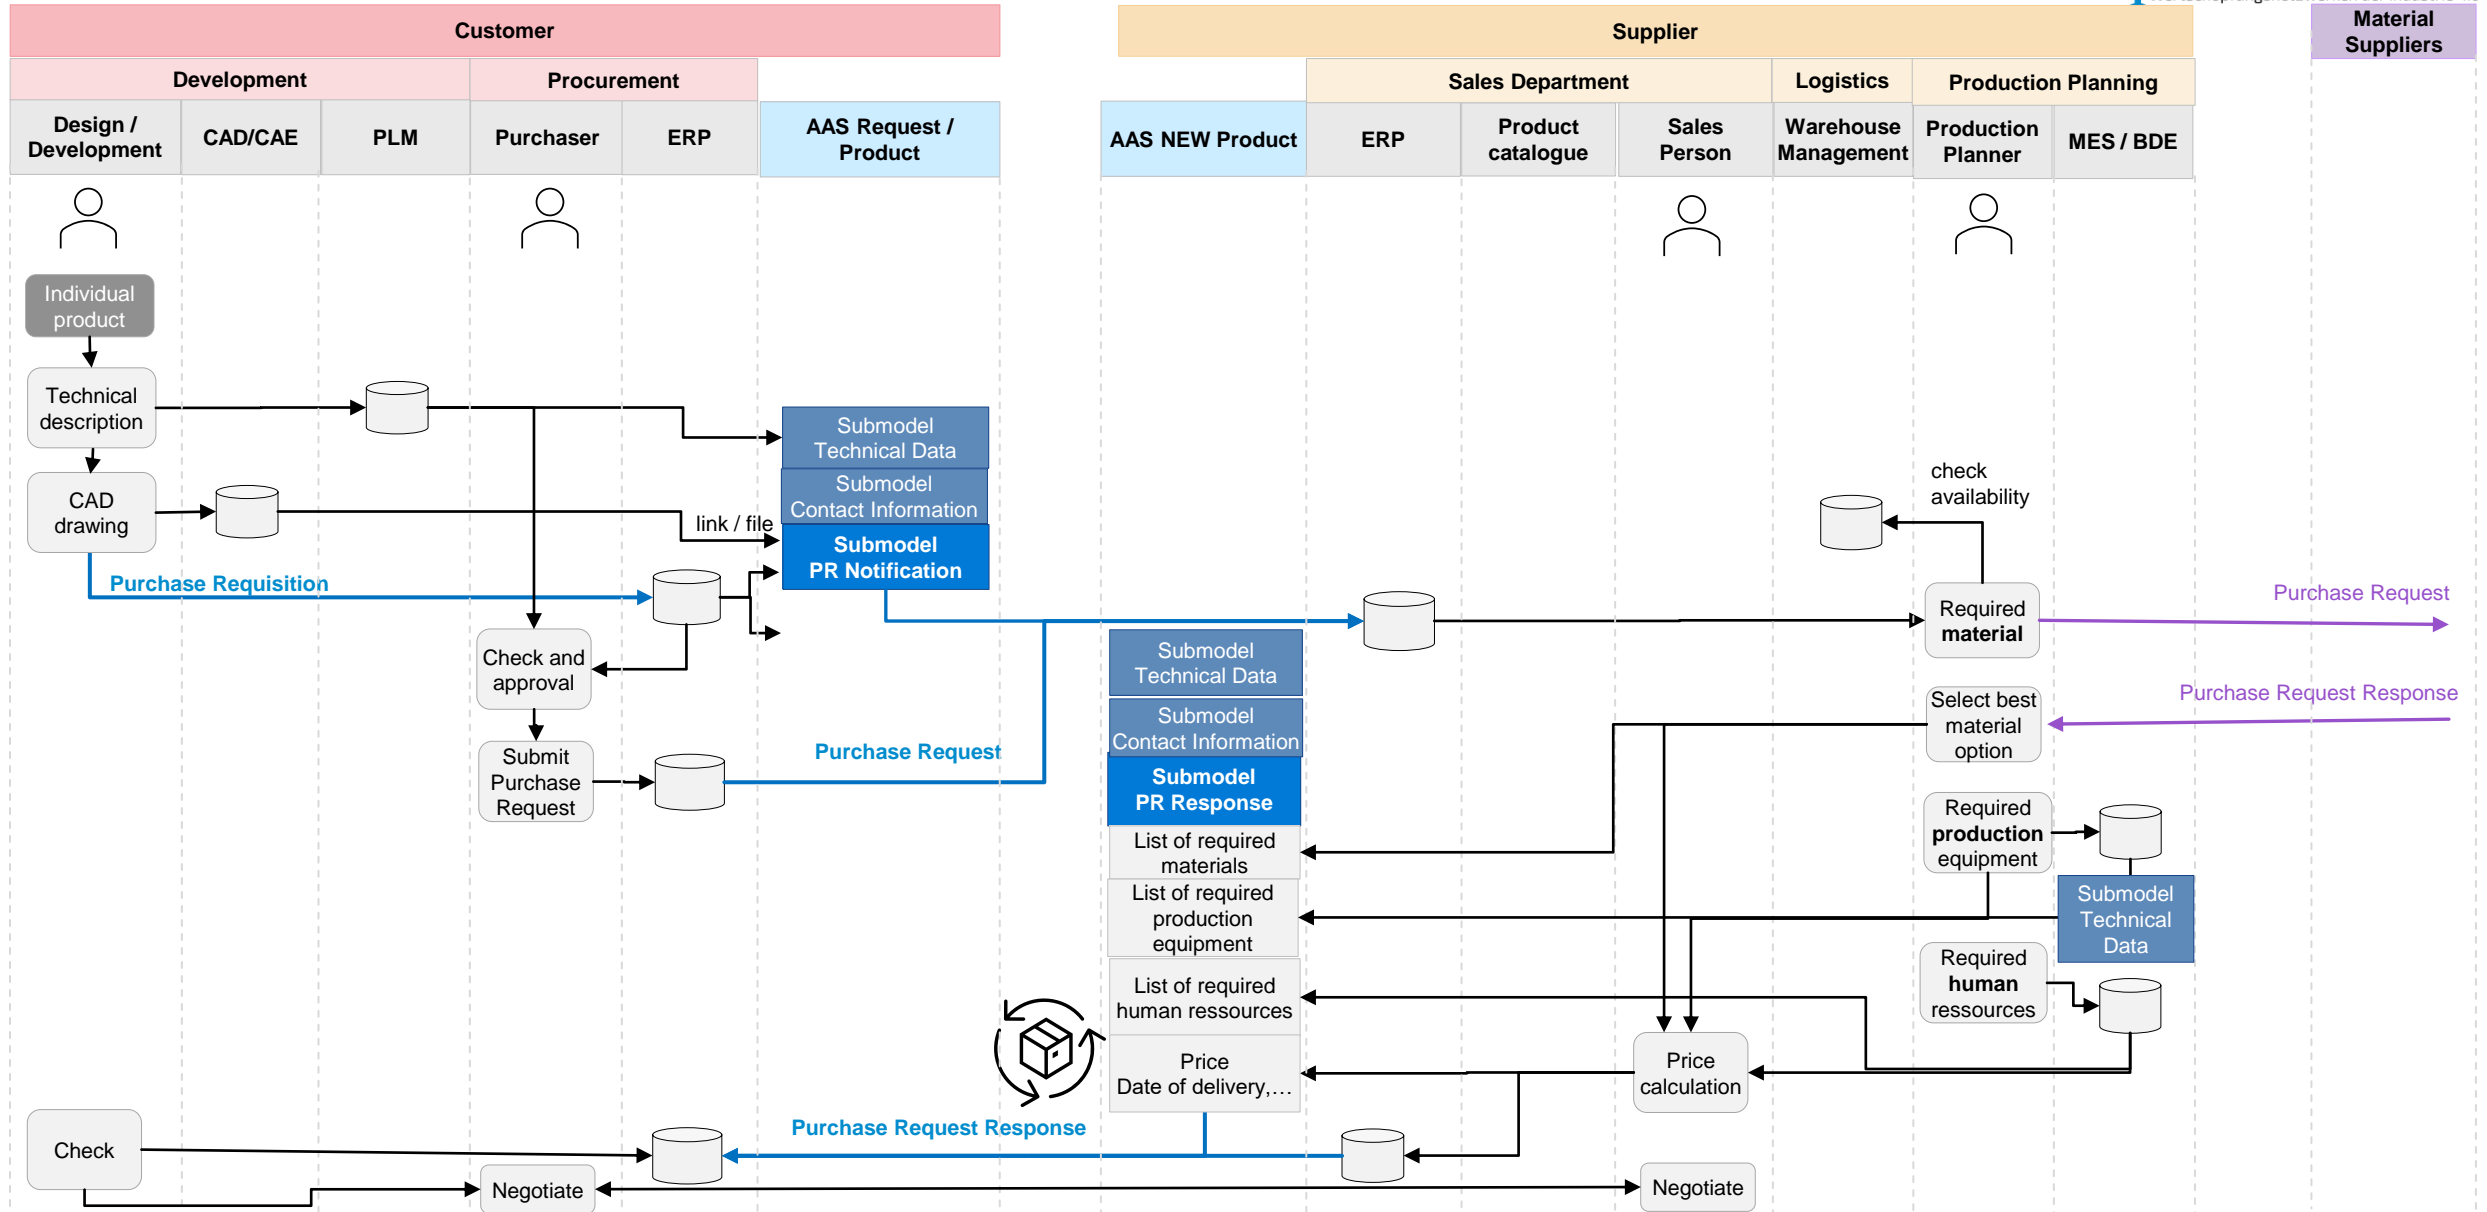 Customer
Supplier
Material
Suppliers
Development
Procurement
Sales Department
Logistics
Production Planning
Design /
Development
CAD/CAE
PLM
Purchaser
ERP
AAS Request /
Product
AAS NEW Product
ERP
Product
catalogue
Sales
Person
Warehouse
Management
Production
Planner
MES / BDE
Individual
product
Technical
description
Submodel
Technical Data
Submodel
Contact Information
CAD
drawing
link / file
Submodel
PR Notification
check
availability
Purchase Requisition
Required
material
Purchase Request
Check and
approval
Submodel
Technical Data
Submodel
Contact Information
Select best
material
option
Purchase Request Response
Submit
Purchase
Request
Purchase Request
Submodel
PR Response
Required
production
equipment
List of required
materials
List of required
production
equipment
Submodel
Technical
Data
List of required
human ressources
Required
human
ressources
Price
Date of delivery,...
Price
calculation
Check
Purchase Request Response
Negotiate
Negotiate